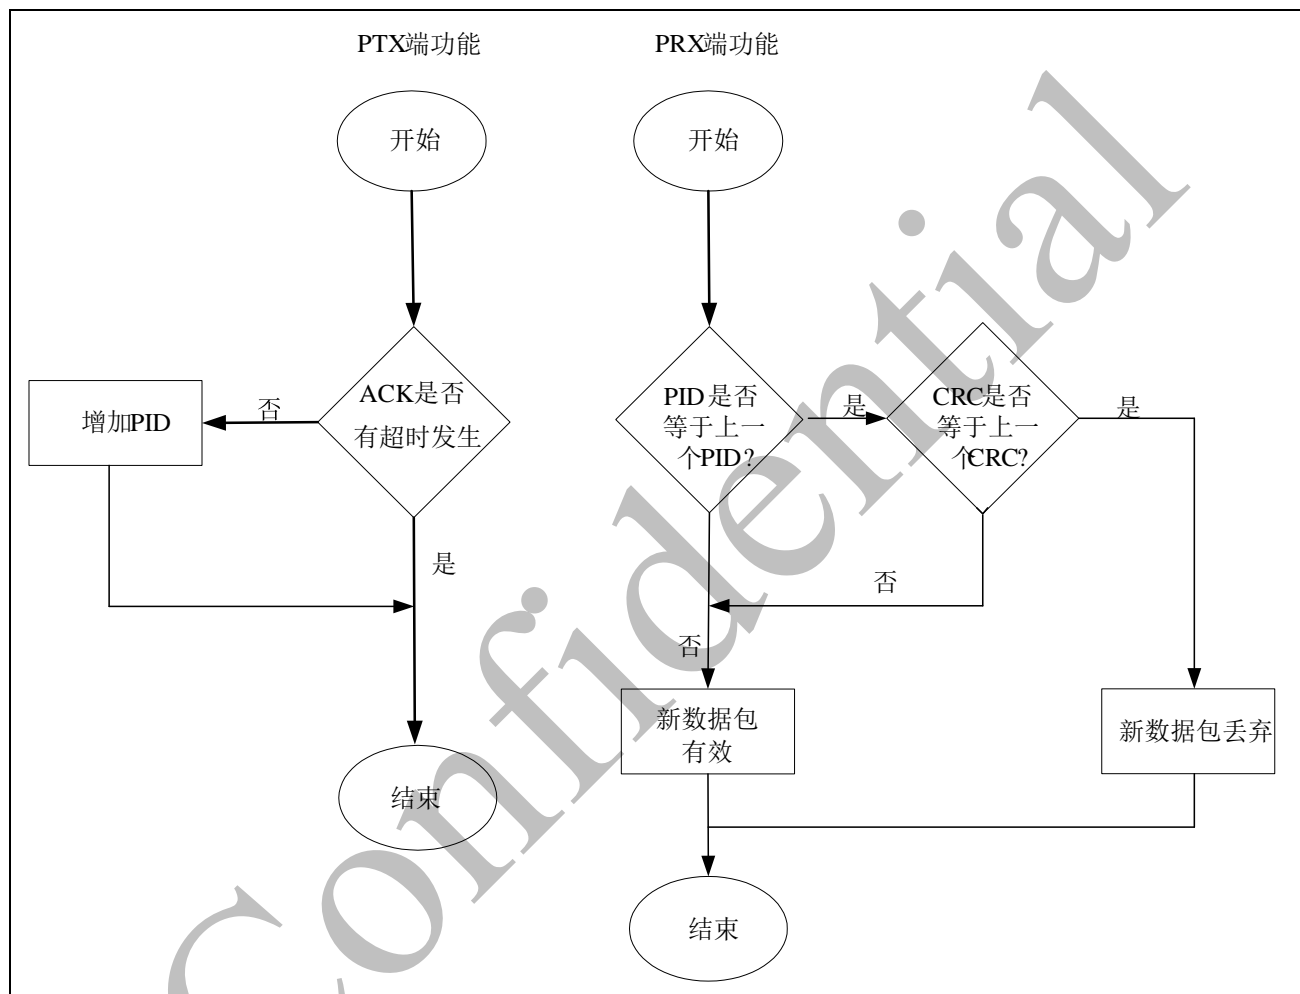 PTX端功能
PRX端功能
开始
开始
ACK是否
有超时发生
否
增加PID
是
结束
PID是否
等于上一
个PID?
是
CRC是否
等于上一
个CRC?
是
否
否
新数据包
有效
新数据包丢弃
结束
Confidential